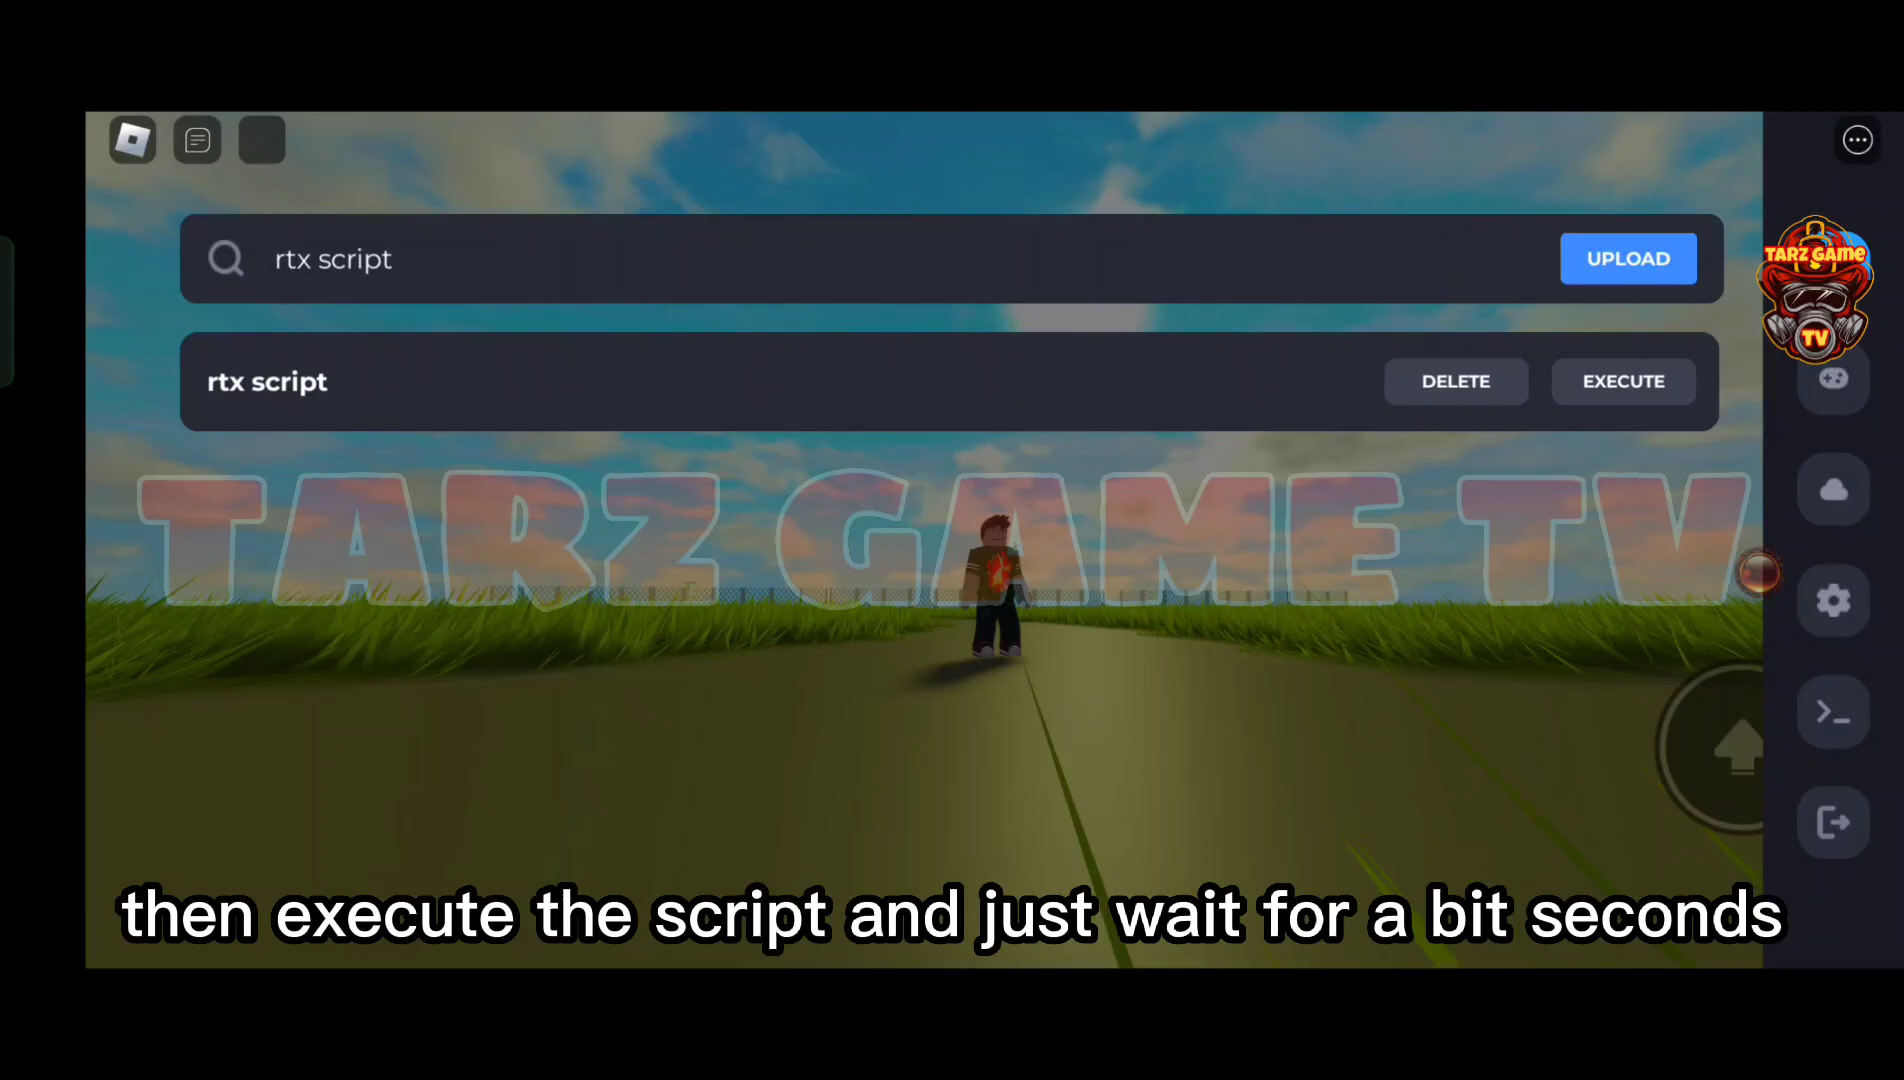 rtx script
UPLOAD
TARZ GAME
TV
rtx script
DELETE
EXECUTE
TARZ GAME TV
then execute the script and just wait for a bit seconds